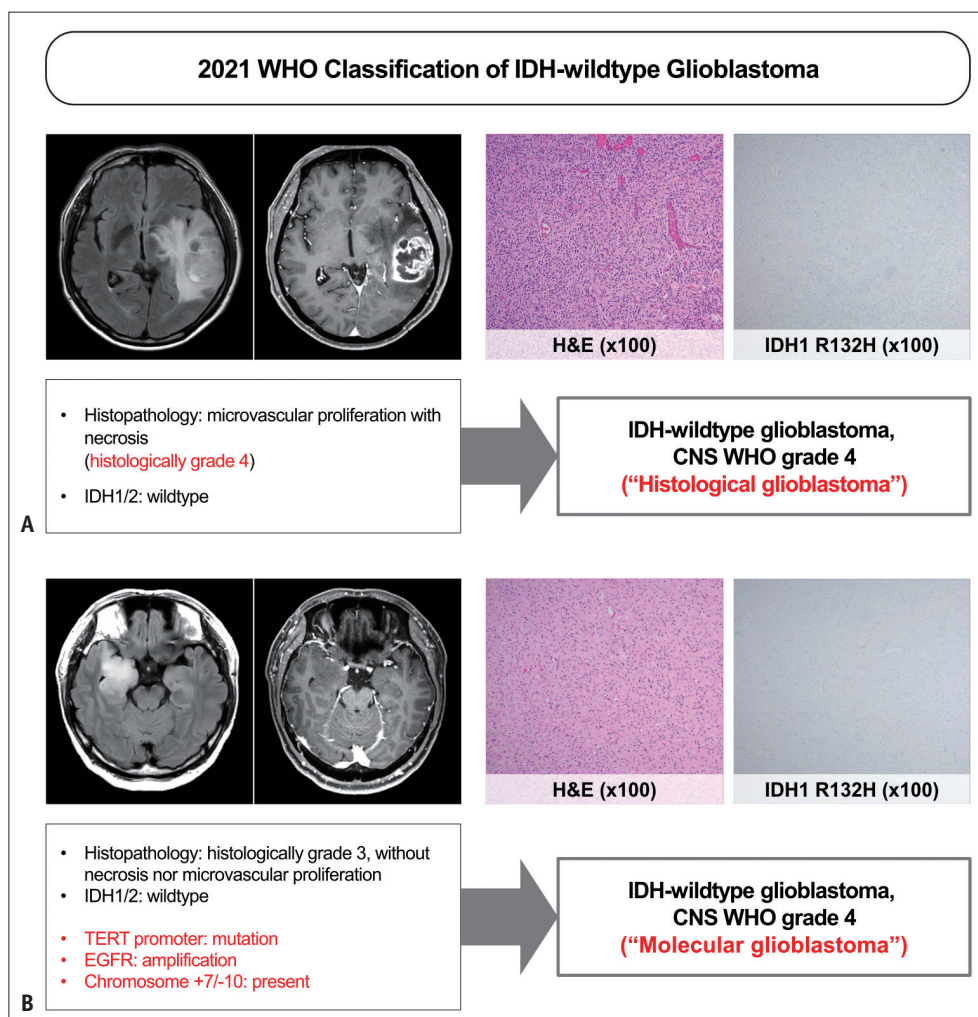 2021 WHO Classification of IDH-wildtype Glioblastoma
H&E (x100)
IDH1 R132H (x100)
• Histopathology: microvascular proliferation with
necrosis
(histologically grade 4)
• IDH1/2: wildtype
IDH-wildtype glioblastoma,
CNS WHO grade 4
(“Histological glioblastoma”)
A
H&E (x100)
IDH1 R132H (x100)
• Histopathology: histologically grade 3, without
necrosis nor microvascular proliferation
• IDH1/2: wildtype
• TERT promoter: mutation
• EGFR: amplification
• Chromosome +7/-10: present
IDH-wildtype glioblastoma,
CNS WHO grade 4
(“Molecular glioblastoma”)
B